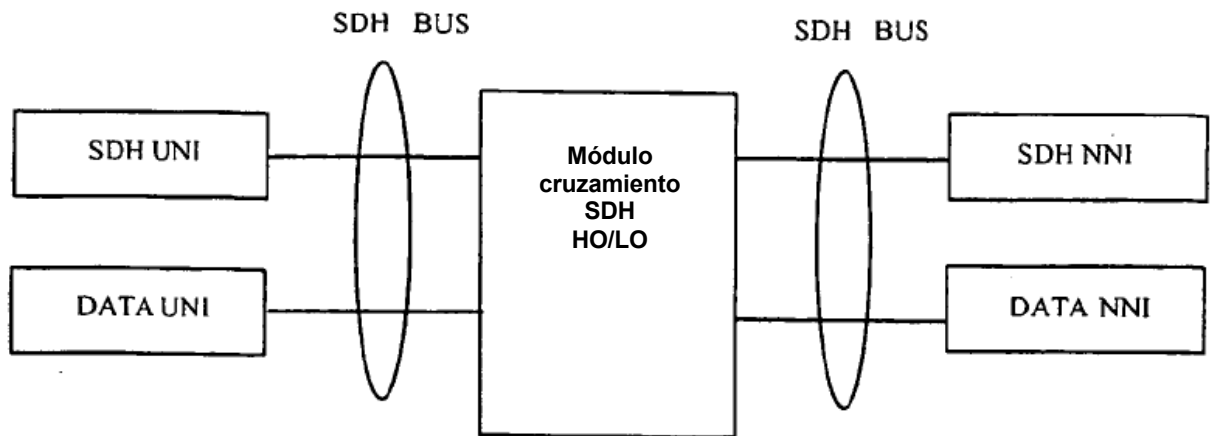 SDH BUS
SDH BUS
SDH UNI
Módulo
cruzamiento
SDH
HO/LO
SDH NNI
DATA UNI
DATA NNI